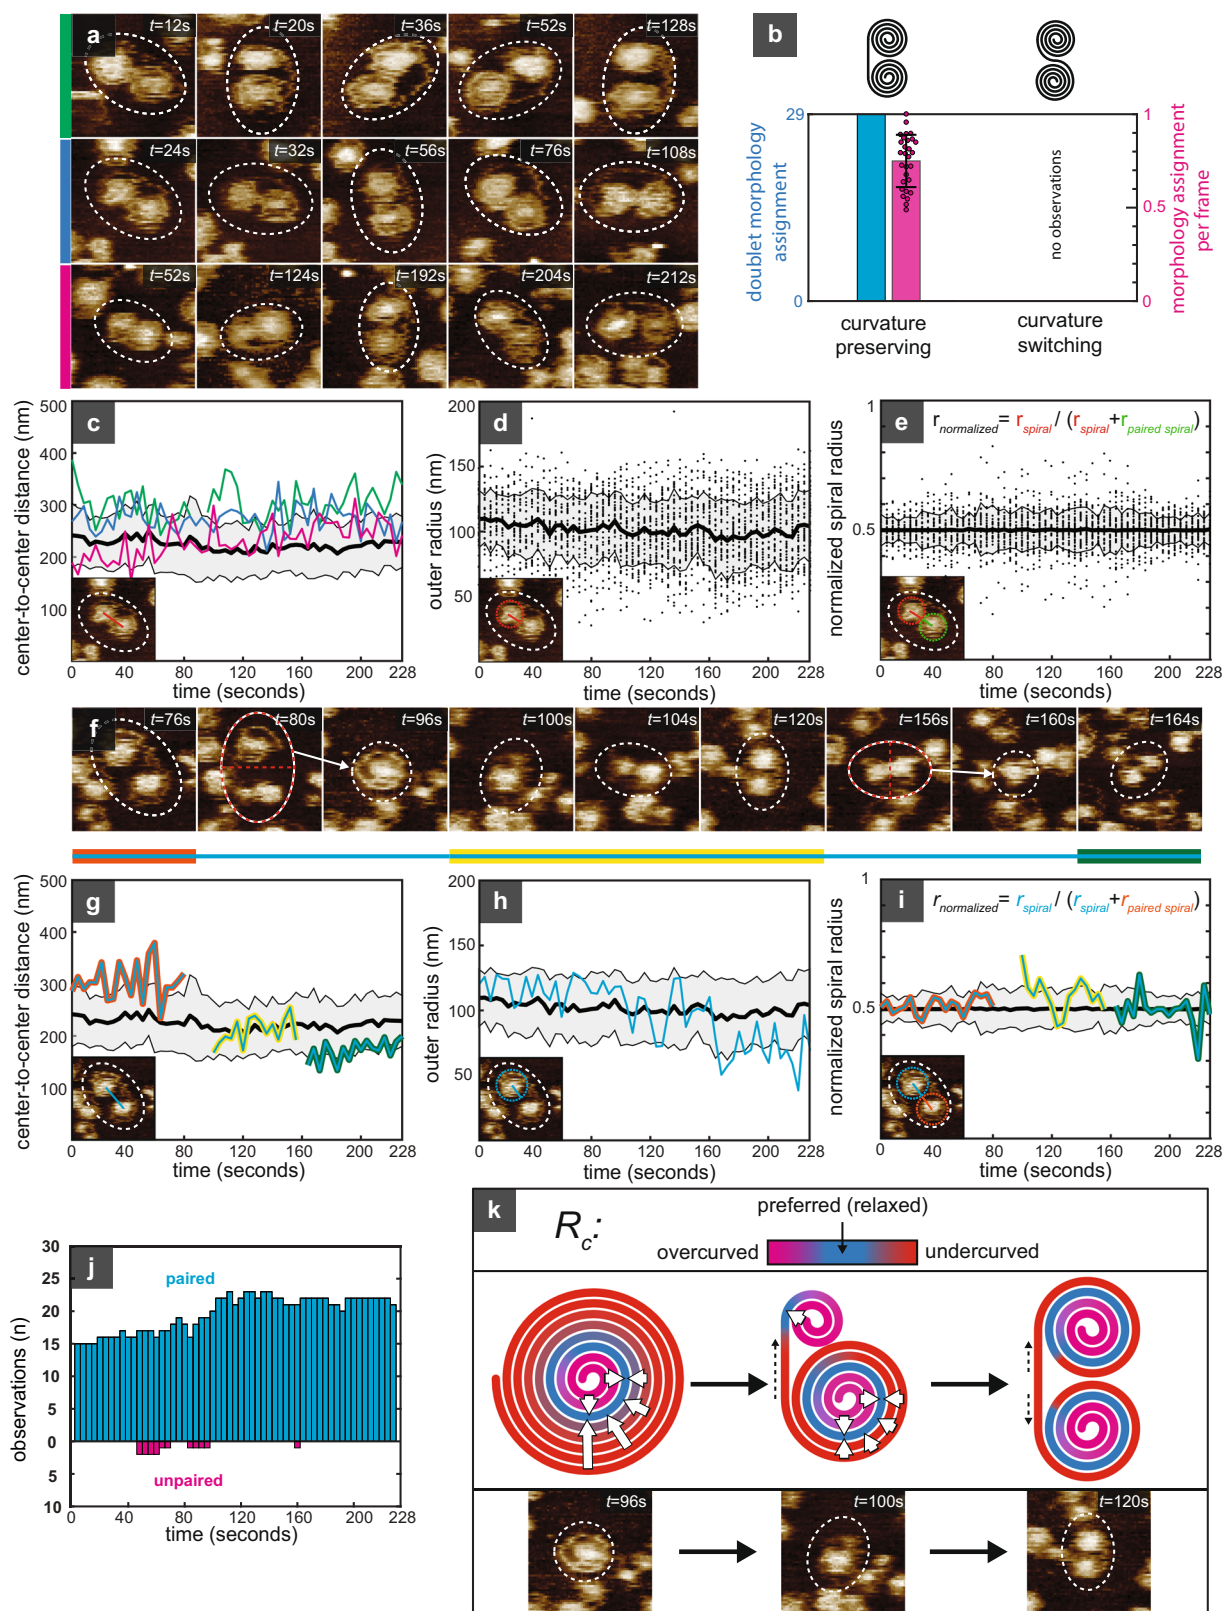 a
t=12s
t=20s
t=36s
t=52s
t=128s
t=24s
t=32s
t=56s
t=76s
t=108s
t=52s
t=124s
t=192s
t=204s
t=212s
b
29
0
doublet morphology
assignment
1
0.5
0
morphology assignment
per frame
no observations
curvature
preserving
curvature
switching
c
500
400
300
200
100
center-to-center distance (nm)
0
40
80
120
160
200
228
time (seconds)
d
200
150
100
50
outer radius (nm)
0
40
80
120
160
200
228
time (seconds)
e
1
0.5
normalized spiral radius
rnormalized= rspiral / (rspiral+rpaired spiral)
0
40
80
120
160
200
228
time (seconds)
f
t=76s
t=80s
t=96s
t=100s
t=104s
t=120s
t=156s
t=160s
t=164s
g
500
400
300
200
100
center-to-center distance (nm)
0
40
80
120
160
200
228
time (seconds)
h
200
150
100
50
outer radius (nm)
0
40
80
120
160
200
228
time (seconds)
i
1
0.5
normalized spiral radius
rnormalized= rspiral / (rspiral+rpaired spiral)
0
40
80
120
160
200
228
time (seconds)
j
30
25
20
15
10
5
0
5
10
observations (n)
paired
unpaired
0
40
80
120
160
200
228
time (seconds)
k
Rc:
preferred (relaxed)
overcurved
undercurved
t=96s
t=100s
t=120s